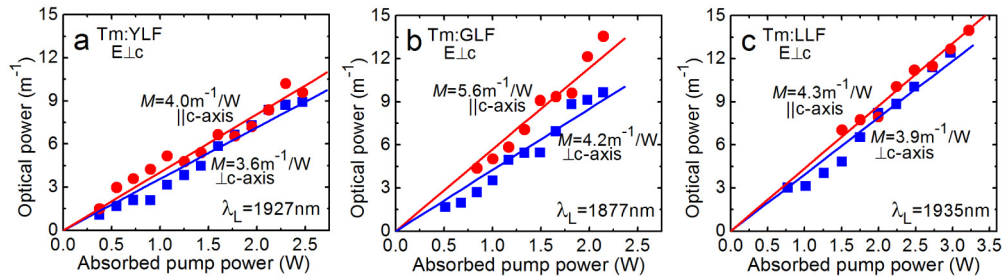 a
Tm:YLF
E⊥c
M=4.0m⁻¹/W
||c-axis
M=3.6m⁻¹/W
⊥c-axis
λL=1927nm
Optical power (m⁻¹)
15
12
9
6
3
0
0.0 0.5 1.0 1.5 2.0 2.5
Absorbed pump power (W)
b
Tm:GLF
E⊥c
M=5.6m⁻¹/W
||c-axis
M=4.2m⁻¹/W
⊥c-axis
λL=1877nm
Optical power (m⁻¹)
15
12
9
6
3
0
0.0 0.5 1.0 1.5 2.0 2.5
Absorbed pump power (W)
c
Tm:LLF
E⊥c
M=4.3m⁻¹/W
||c-axis
M=3.9m⁻¹/W
⊥c-axis
λL=1935nm
Optical power (m⁻¹)
15
12
9
6
3
0
0.0 0.5 1.0 1.5 2.0 2.5 3.0 3.5
Absorbed pump power (W)